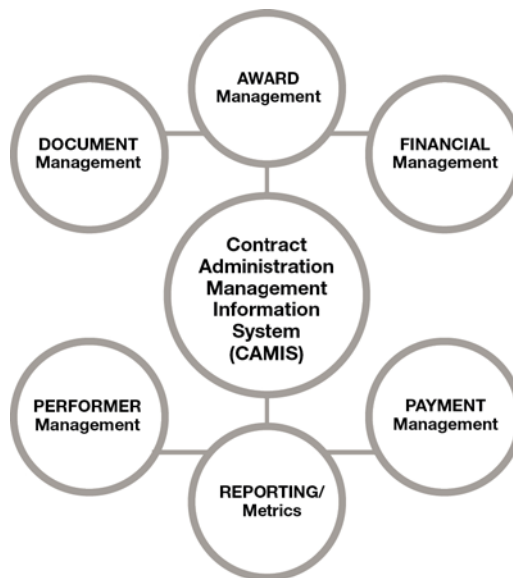 AWARD
Management
DOCUMENT
Management
FINANCIAL
Management
Contract
Administration
Management
Information
System
(CAMIS)
PERFORMER
Management
PAYMENT
Management
REPORTING/
Metrics